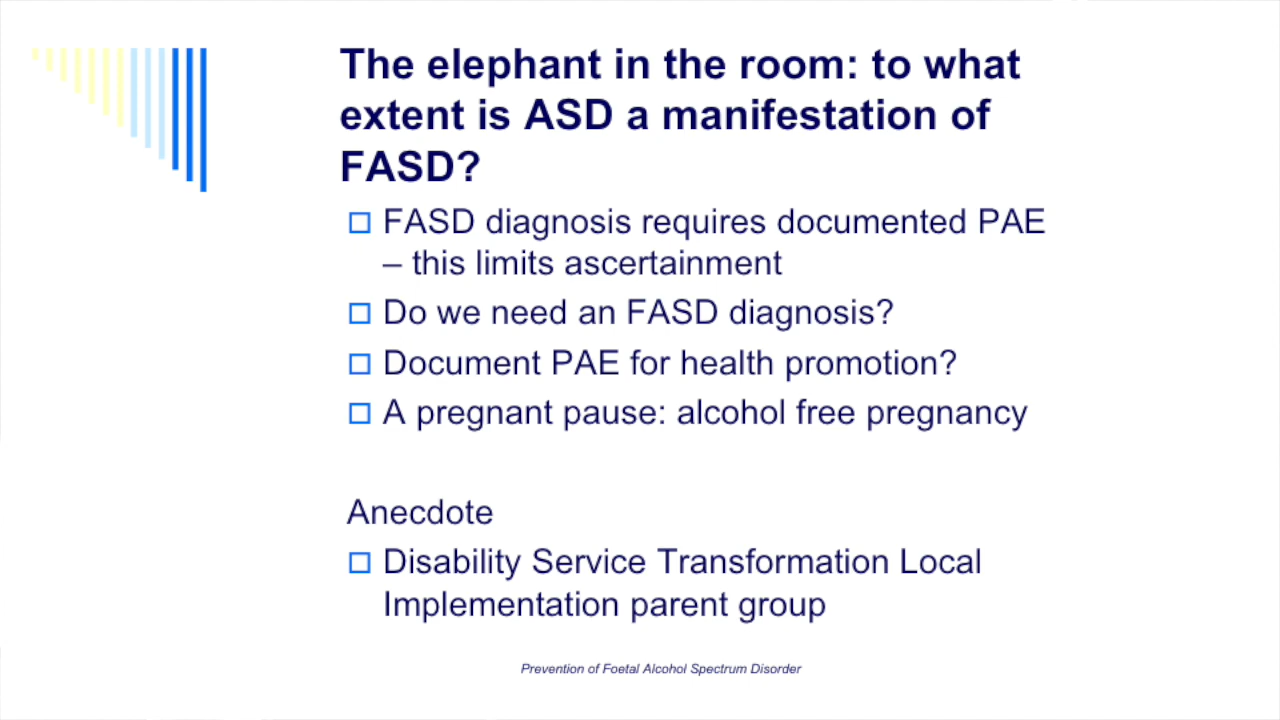 The elephant in the room: to what
extent is ASD a manifestation of
FASD?
FASD diagnosis requires documented PAE
– this limits ascertainment
Do we need an FASD diagnosis?
Document PAE for health promotion?
A pregnant pause: alcohol free pregnancy
Anecdote
Disability Service Transformation Local
Implementation parent group
Prevention of Foetal Alcohol Spectrum Disorder